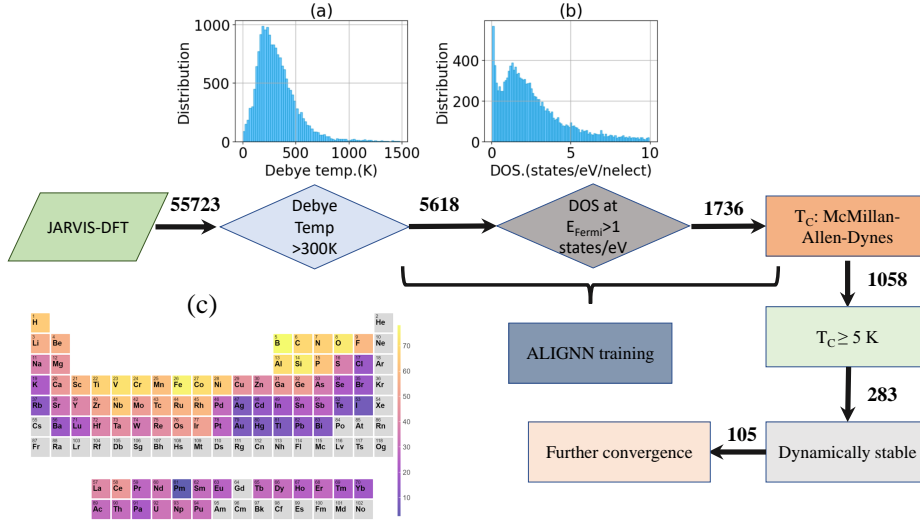 (a)
(b)
Distribution
1000
500
0
0
500
1000
1500
Debye temp.(K)
Distribution
400
200
0
0
5
10
DOS.(states/eV/nelect)
JARVIS-DFT
55723
Debye
Temp
>300K
5618
DOS at
E_Fermi>1
states/eV
1736
T_C: McMillan-
Allen-Dynes
1058
T_C ≥ 5 K
283
Dynamically stable
105
Further convergence
ALIGNN training
(c)
H He
Li Be B C N O F Ne
Na Mg Al Si P S Cl Ar
K Ca Sc Ti V Cr Mn Fe Co Ni Cu Zn Ga Ge As Se Br Kr
Rb Sr Y Zr Nb Mo Tc Ru Rh Pd Ag Cd In Sn Sb Te I Xe
Cs Ba Lu Hf Ta W Re Os Ir Pt Au Hg Tl Pb Bi Po At Rn
Fr Ra Lr Rf Db Sg Bh Hs Mt Ds Rg Cn Nh Fl Mc Lv Ts Og
La Ce Pr Nd Pm Sm Eu Gd Tb Dy Ho Er Tm Yb
Ac Th Pa U Np Pu Am Cm Bk Cf Es Fm Md No
70
60
50
40
30
20
10